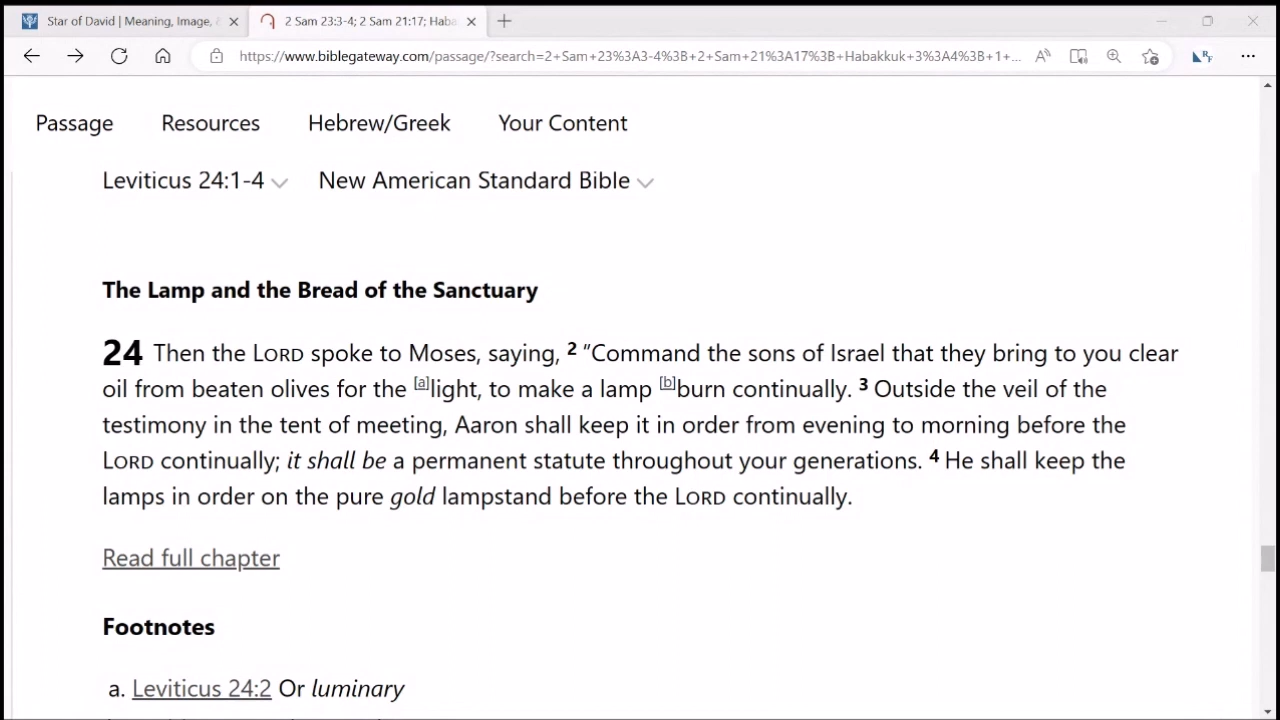 Star of David | Meaning, Image,
2 Sam 23:3-4; 2 Sam 21:17; Haba
https://www.biblegateway.com/passage/?search=2+Sam+23%3A3-4%3B+2+Sam+21%3A17%3B+Habakkuk+3%3A4%3B+1+...
Passage Resources Hebrew/Greek Your Content
Leviticus 24:1-4 New American Standard Bible
The Lamp and the Bread of the Sanctuary
24 Then the LORD spoke to Moses, saying, 2 "Command the sons of Israel that they bring to you clear
oil from beaten olives for the [a]light, to make a lamp [b]burn continually. 3 Outside the veil of the
testimony in the tent of meeting, Aaron shall keep it in order from evening to morning before the
LORD continually; it shall be a permanent statute throughout your generations. 4 He shall keep the
lamps in order on the pure gold lampstand before the LORD continually.
Read full chapter
Footnotes
a. Leviticus 24:2 Or luminary